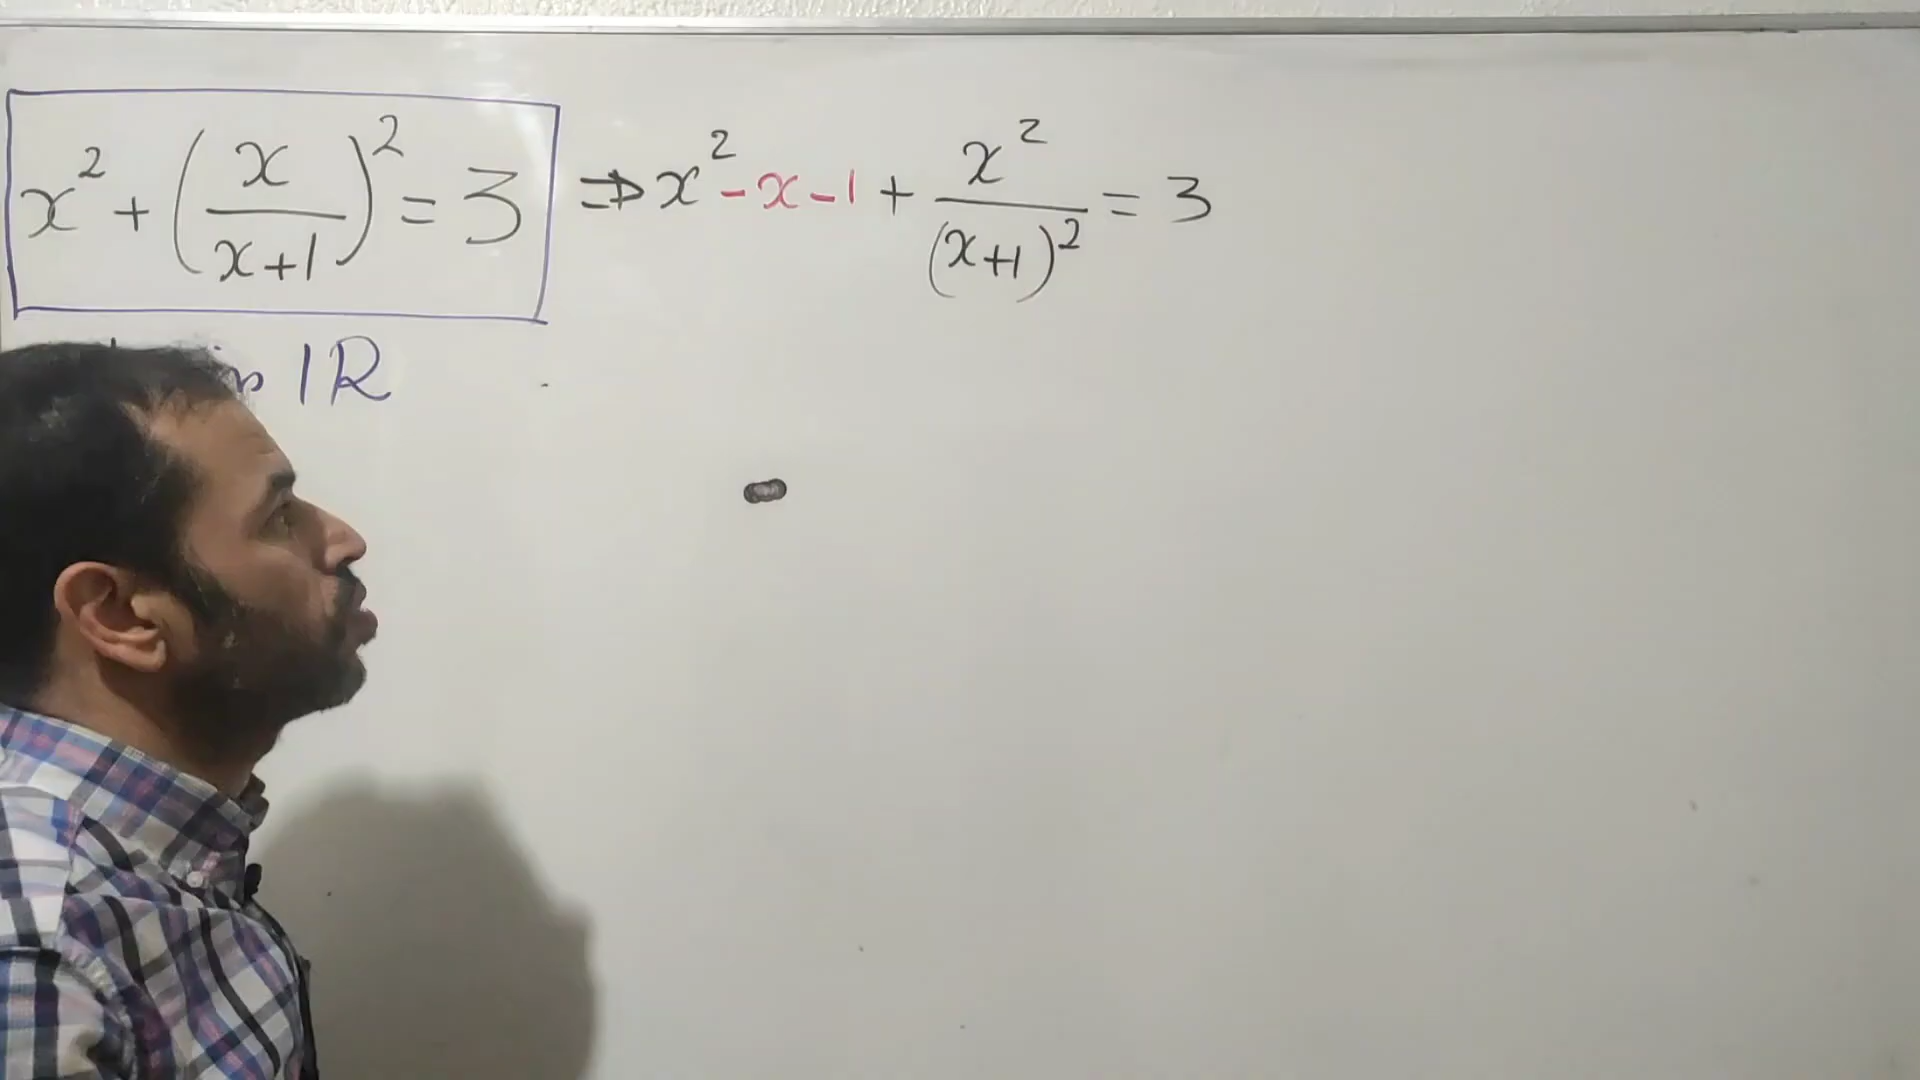 x² + (x/(x+1))² = 3 ⇒ x² - x - 1 + x²/(x+1)² = 3
IR